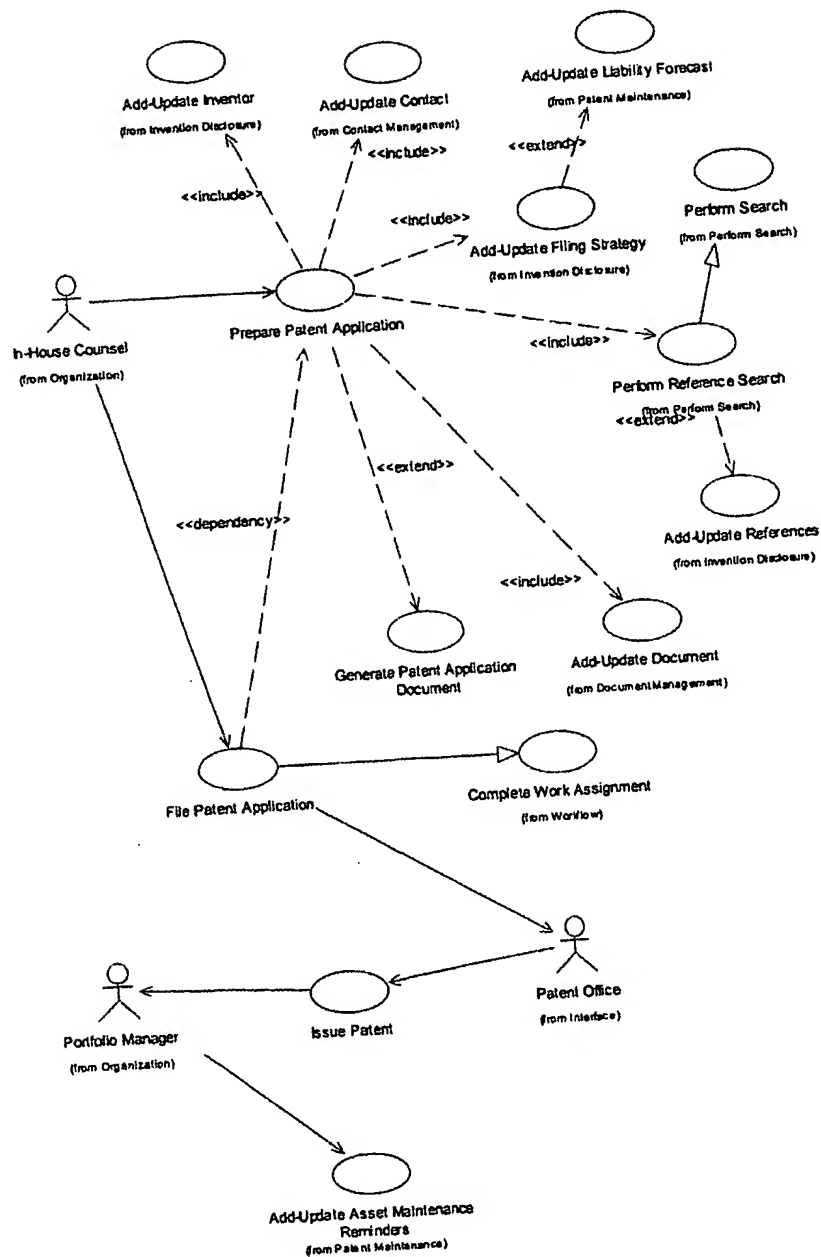 Add-Update Liability Forecast
(from Patent Maintenance)
Add-Update Inventor
(from Invention Disclosure)
Add-Update Contact
(from Contact Management)
<<extend>>
<<include>>
<<include>>
Perform Search
(from Perform Search)
<<include>>
Add-Update Filing Strategy
(from Invention Disclosure)
Prepare Patent Application
In-House Counsel
(from Organization)
<<include>>
Perform Reference Search
(from Perform Search)
<<extend>>
<<extend>>
<<dependancy>>
Add-Update References
(from Invention Disclosure)
<<include>>
Generate Patent Application
Document
Add-Update Document
(from Document Management)
File Patent Application
Complete Work Assignment
(from Workflow)
Patent Office
(from Interface)
Issue Patent
Portfolio Manager
(from Organization)
Add-Update Asset Maintenance
Reminders
(from Patent Maintenance)